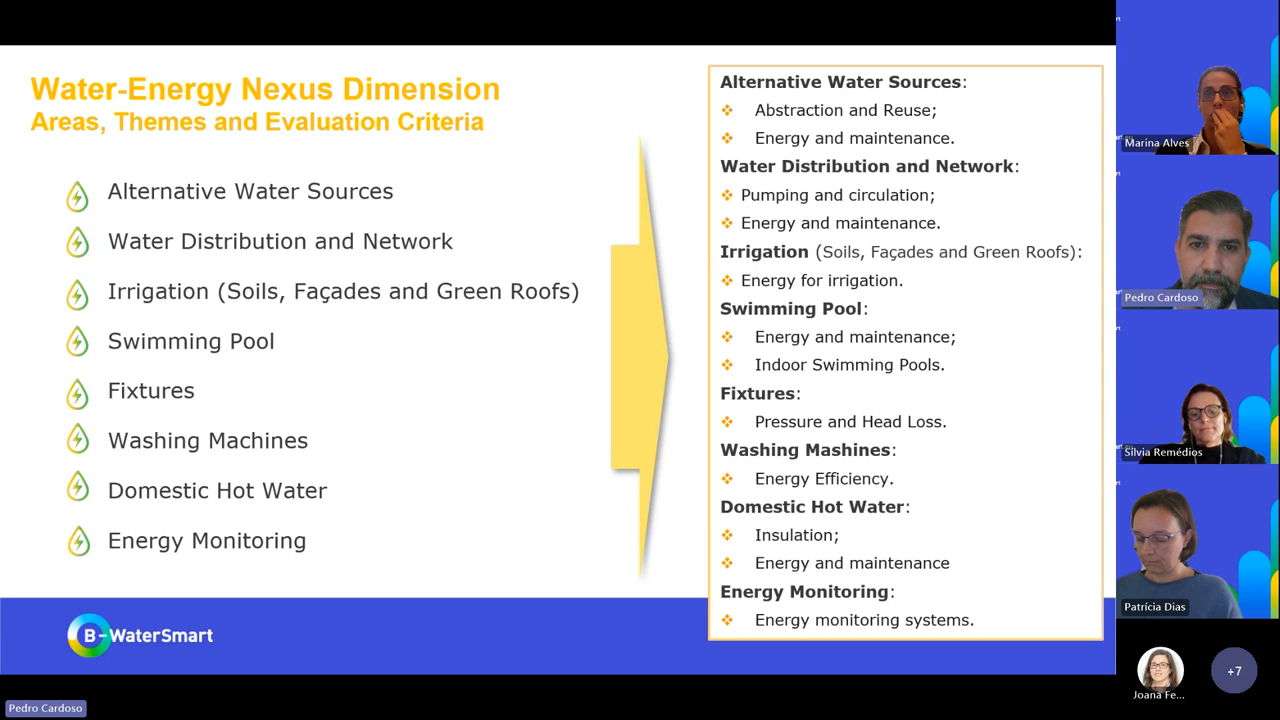 Water-Energy Nexus Dimension
Areas, Themes and Evaluation Criteria
Alternative Water Sources
Water Distribution and Network
Irrigation (Soils, Façades and Green Roofs)
Swimming Pool
Fixtures
Washing Machines
Domestic Hot Water
Energy Monitoring
Alternative Water Sources:
Abstraction and Reuse;
Energy and maintenance.
Water Distribution and Network:
Pumping and circulation;
Energy and maintenance.
Irrigation (Soils, Façades and Green Roofs):
Energy for irrigation.
Swimming Pool:
Energy and maintenance;
Indoor Swimming Pools.
Fixtures:
Pressure and Head Loss.
Washing Mashines:
Energy Efficiency.
Domestic Hot Water:
Insulation;
Energy and maintenance
Energy Monitoring:
Energy monitoring systems.
B-WaterSmart
Marina Alves
Pedro Cardoso
Sílvia Remédios
Patrícia Dias
Joana Fe...
+7
Pedro Cardoso